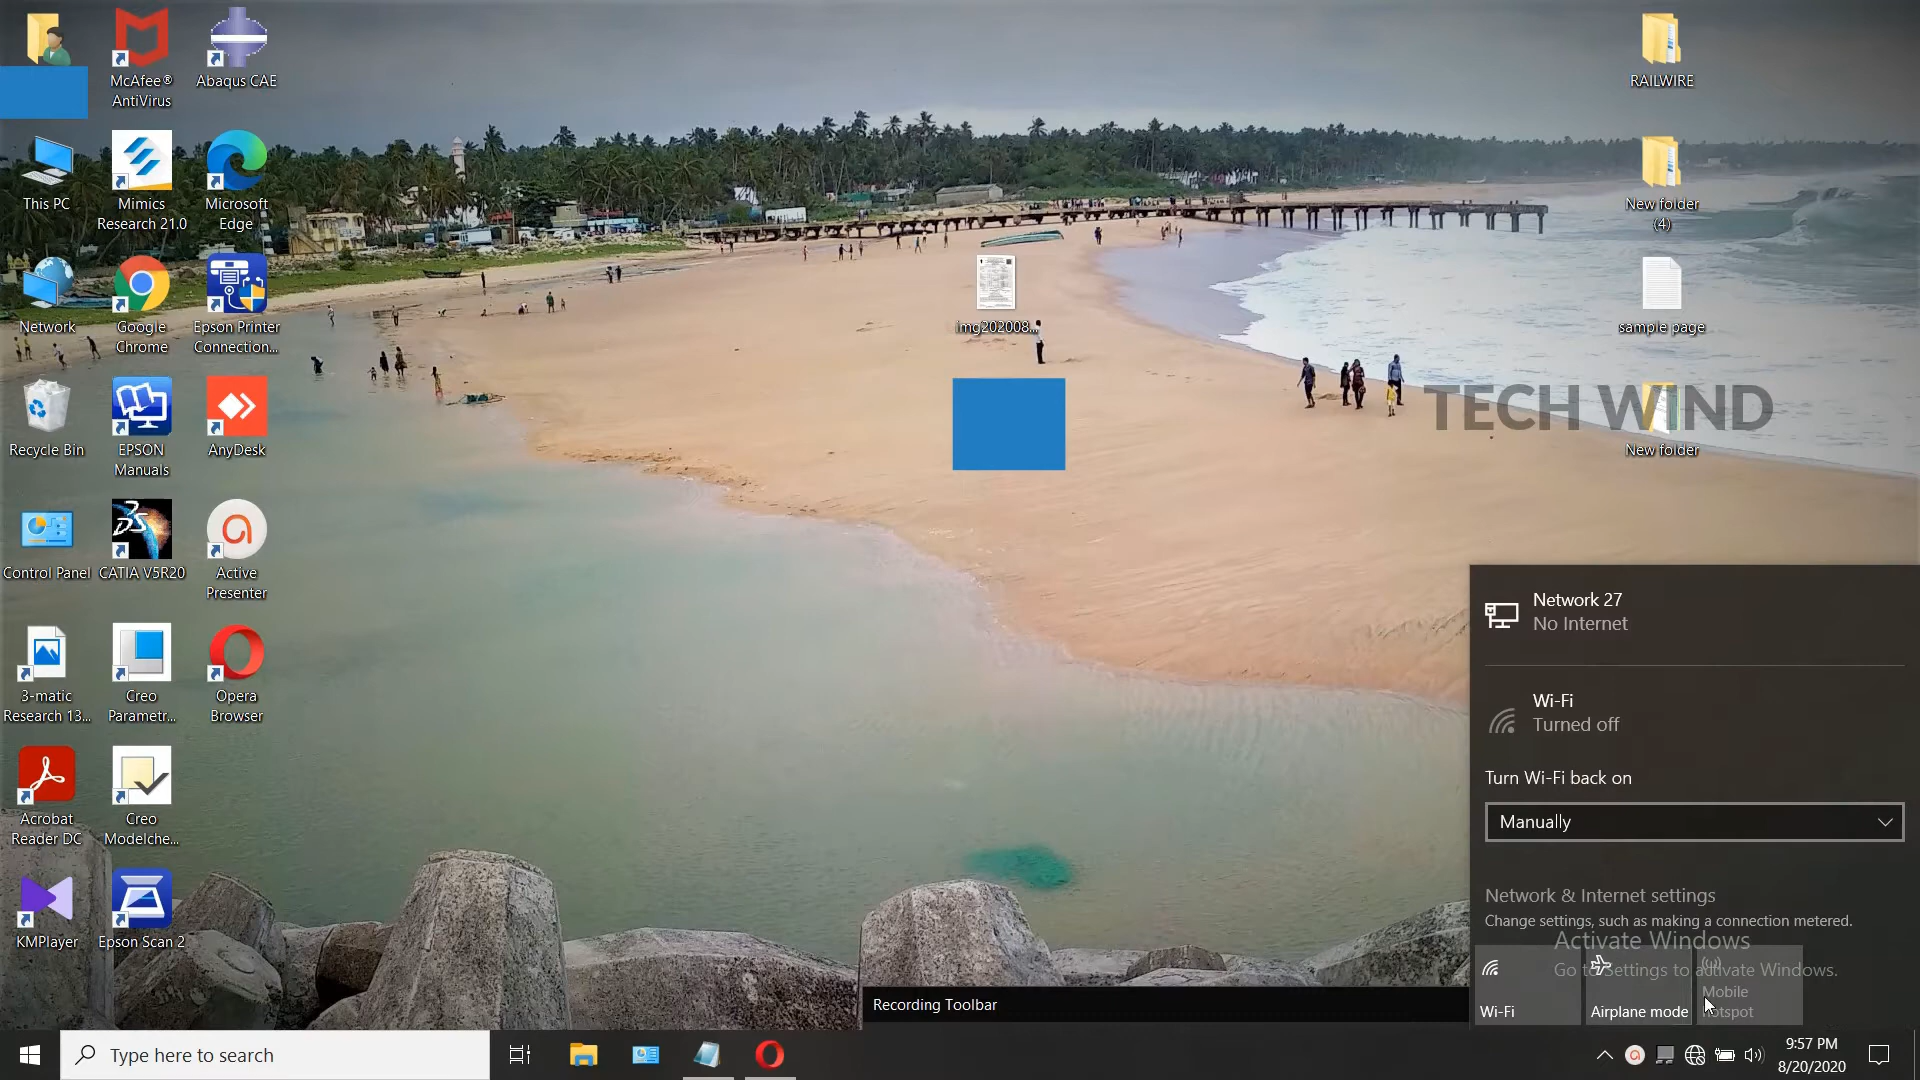 McAfee®
AntiVirus
Abaqus CAE
This PC
Mimics
Research 21.0
Microsoft
Edge
Network
Google
Chrome
Epson Printer
Connection...
Recycle Bin
EPSON
Manuals
AnyDesk
Control Panel
CATIA V5R20
Active
Presenter
3-matic
Research 13...
Creo
Parametr...
Opera
Browser
Acrobat
Reader DC
Creo
Modelche...
KMPlayer
Epson Scan 2
img202008...
RAILWIRE
New folder
(4)
sample page
TECH WIND
New folder
Network 27
No Internet
Wi-Fi
Turned off
Turn Wi-Fi back on
Manually
Network & Internet settings
Change settings, such as making a connection metered.
Activate Windows
Go to Settings to activate Windows.
Wi-Fi
Airplane mode
Mobile
hotspot
Recording Toolbar
Type here to search
9:57 PM
8/20/2020